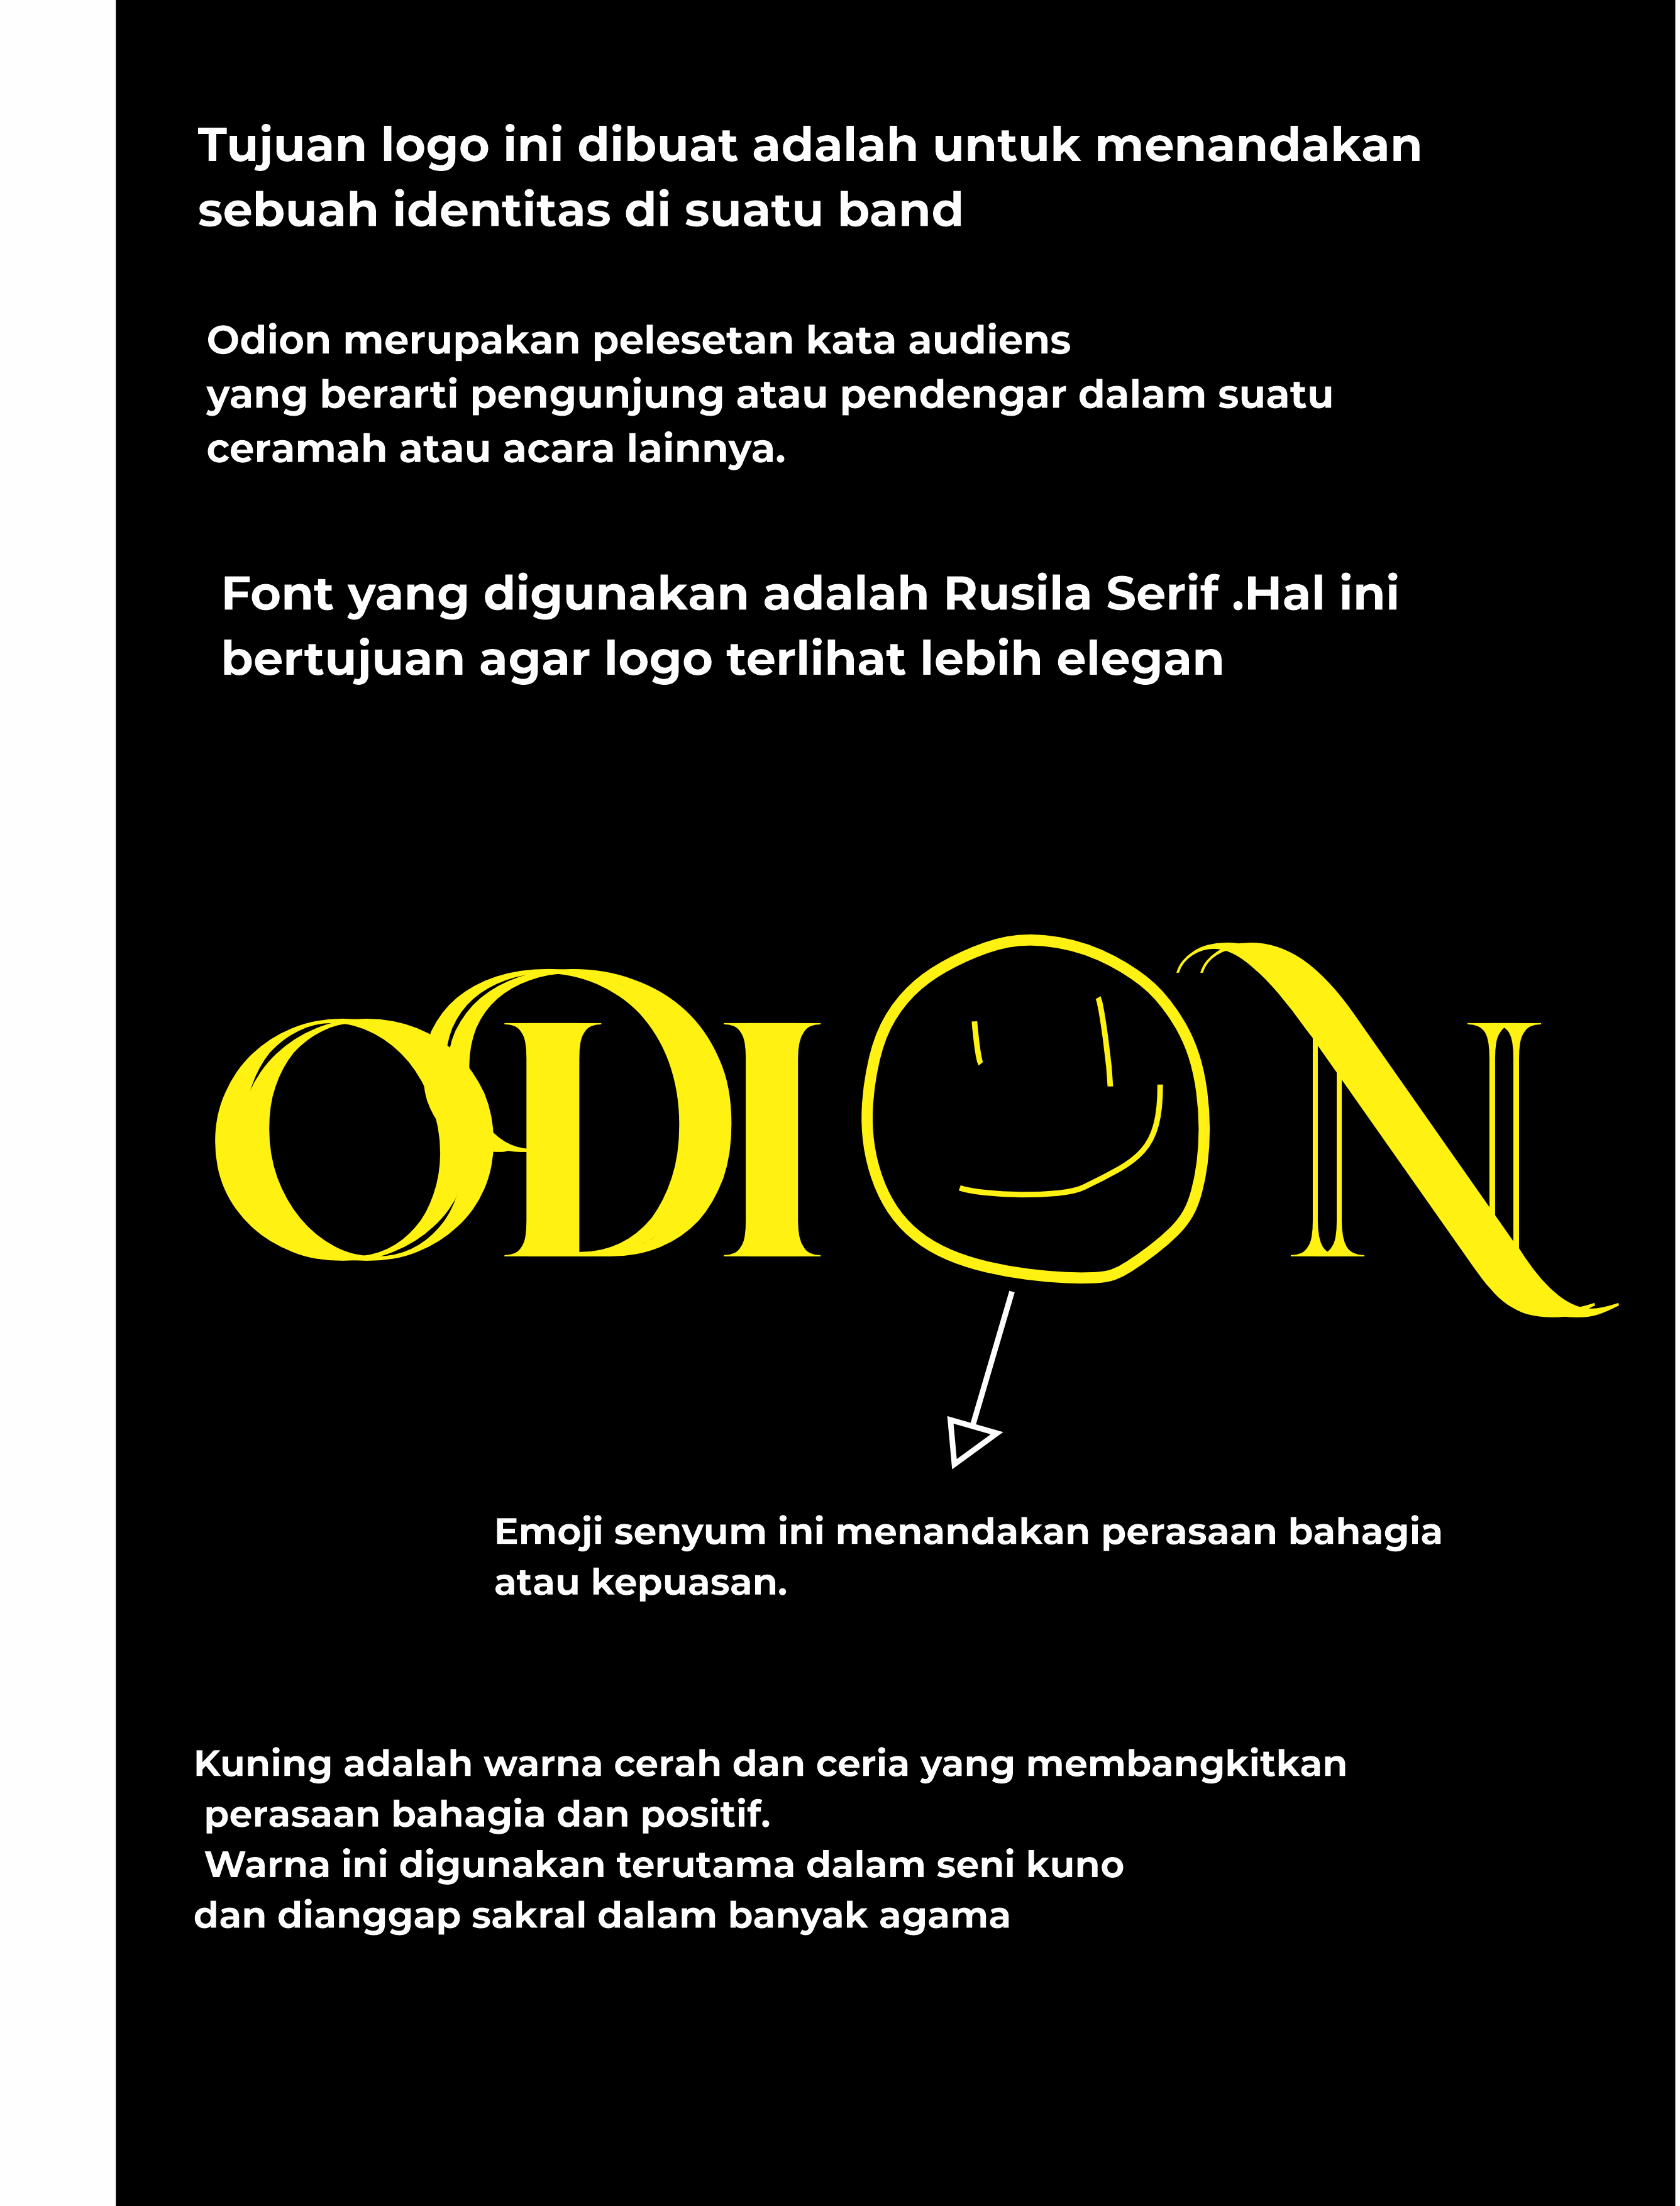 Tujuan logo ini dibuat adalah untuk menandakan
sebuah identitas di suatu band
Odion merupakan pelesetan kata audiens
yang berarti pengunjung atau pendengar dalam suatu
ceramah atau acara lainnya.
Font yang digunakan adalah Rusila Serif .Hal ini
bertujuan agar logo terlihat lebih elegan
ODION
Emoji senyum ini menandakan perasaan bahagia
atau kepuasan.
Kuning adalah warna cerah dan ceria yang membangkitkan
perasaan bahagia dan positif.
Warna ini digunakan terutama dalam seni kuno
dan dianggap sakral dalam banyak agama